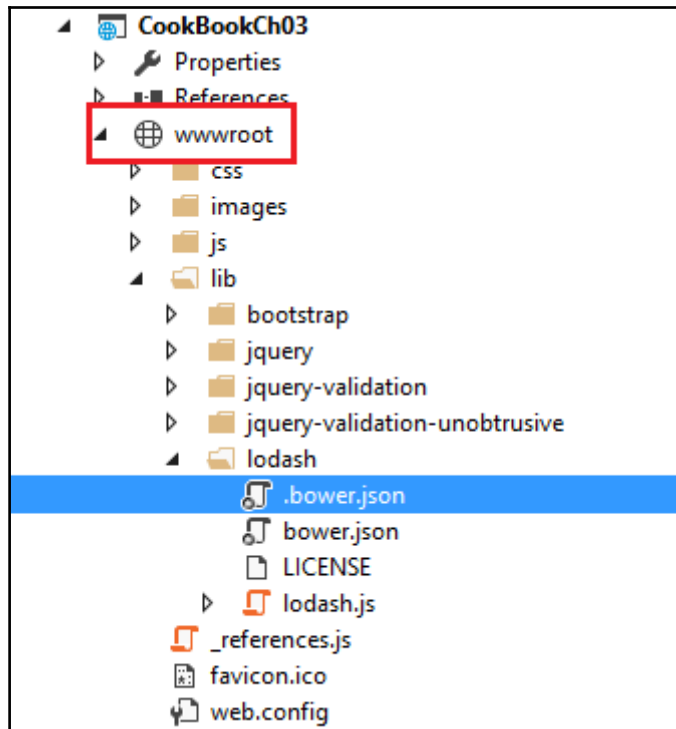 CookBookCh03
Properties
References
wwwroot
css
images
js
lib
bootstrap
jquery
jquery-validation
jquery-validation-unobtrusive
lodash
.bower.json
bower.json
LICENSE
lodash.js
_references.js
favicon.ico
web.config